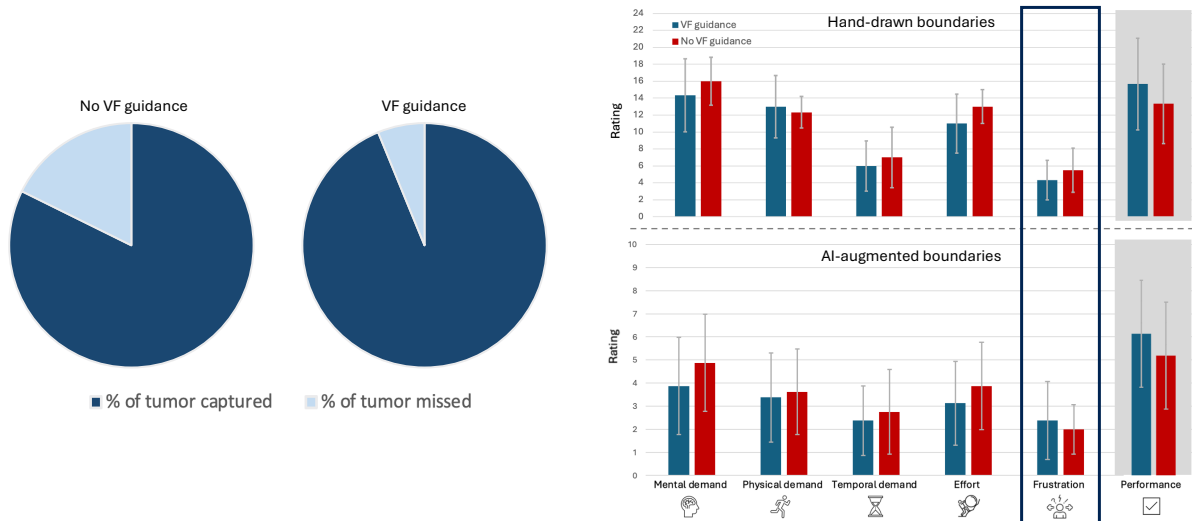 No VF guidance
VF guidance
% of tumor captured
% of tumor missed
Hand-drawn boundaries
VF guidance
No VF guidance
Rating
24
22
20
18
16
14
12
10
8
6
4
2
0
AI-augmented boundaries
Rating
10
9
8
7
6
5
4
3
2
1
0
Mental demand
Physical demand
Temporal demand
Effort
Frustration
Performance